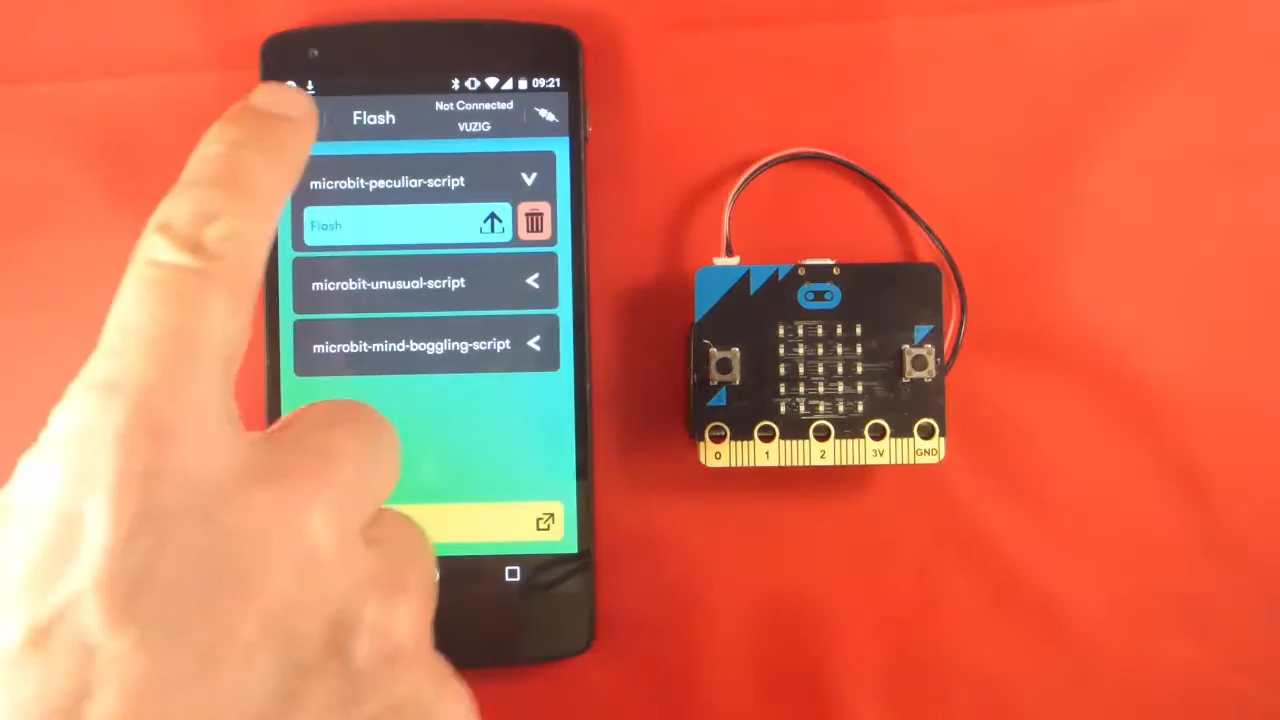 09:21
Flash
Not Connected
VUZIG
microbit-peculiar-script
Flash
microbit-unusual-script
microbit-mind-boggling-script
0 1 2 3V GND